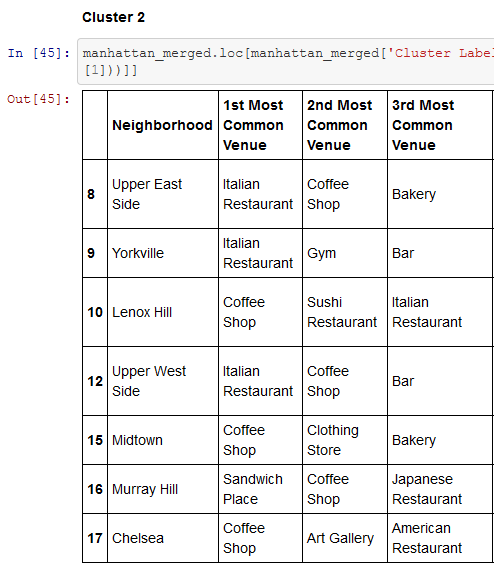 Cluster 2
In [45]: manhattan_merged.loc[manhattan_merged['Cluster Label
[1]))]]
Out[45]:
Neighborhood 1st Most Common Venue 2nd Most Common Venue 3rd Most Common Venue
8 Upper East Side Italian Restaurant Coffee Shop Bakery
9 Yorkville Italian Restaurant Gym Bar
10 Lenox Hill Coffee Shop Sushi Restaurant Italian Restaurant
12 Upper West Side Italian Restaurant Coffee Shop Bar
15 Midtown Coffee Shop Clothing Store Bakery
16 Murray Hill Sandwich Place Coffee Shop Japanese Restaurant
17 Chelsea Coffee Shop Art Gallery American Restaurant